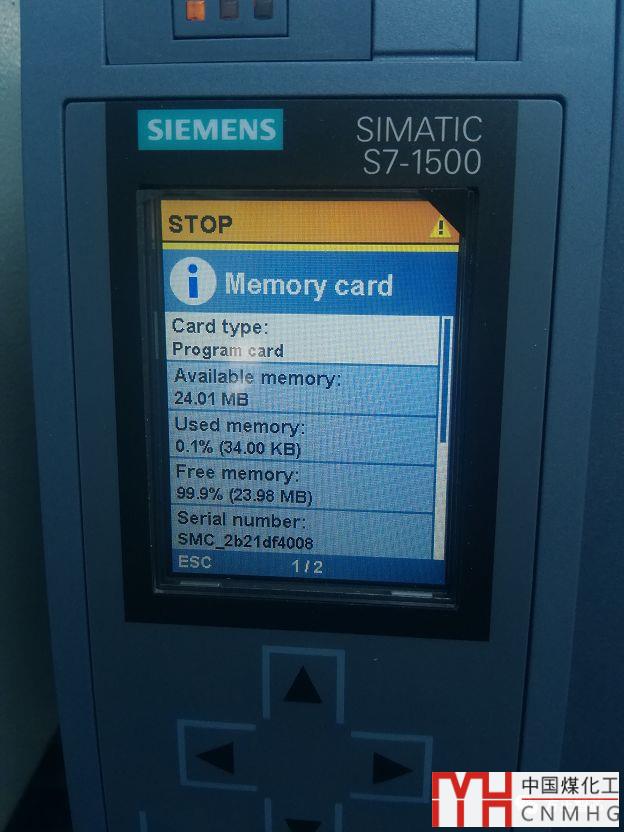 SIEMENS
SIMATIC
S7-1500
STOP
Memory card
Card type:
Program card
Available memory:
24.01 MB
Used memory:
0.1% (34.00 KB)
Free memory:
99.9% (23.98 MB)
Serial number:
SMC_2b21df4008
ESC 1/2
中国煤化工
CNMHG